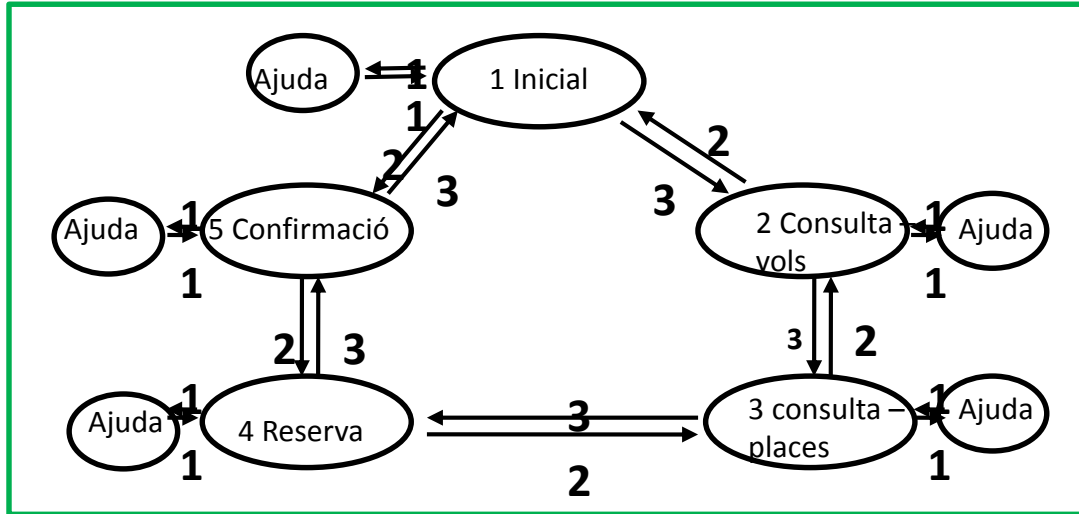 Ajuda
1
1 Inicial
1
2
3
2
3
Ajuda
1
5 Confirmació
1
2 Consulta –
vols
1
Ajuda
1
2
3
3
2
Ajuda
1
4 Reserva
1
3
2
3 consulta –
places
1
Ajuda
1